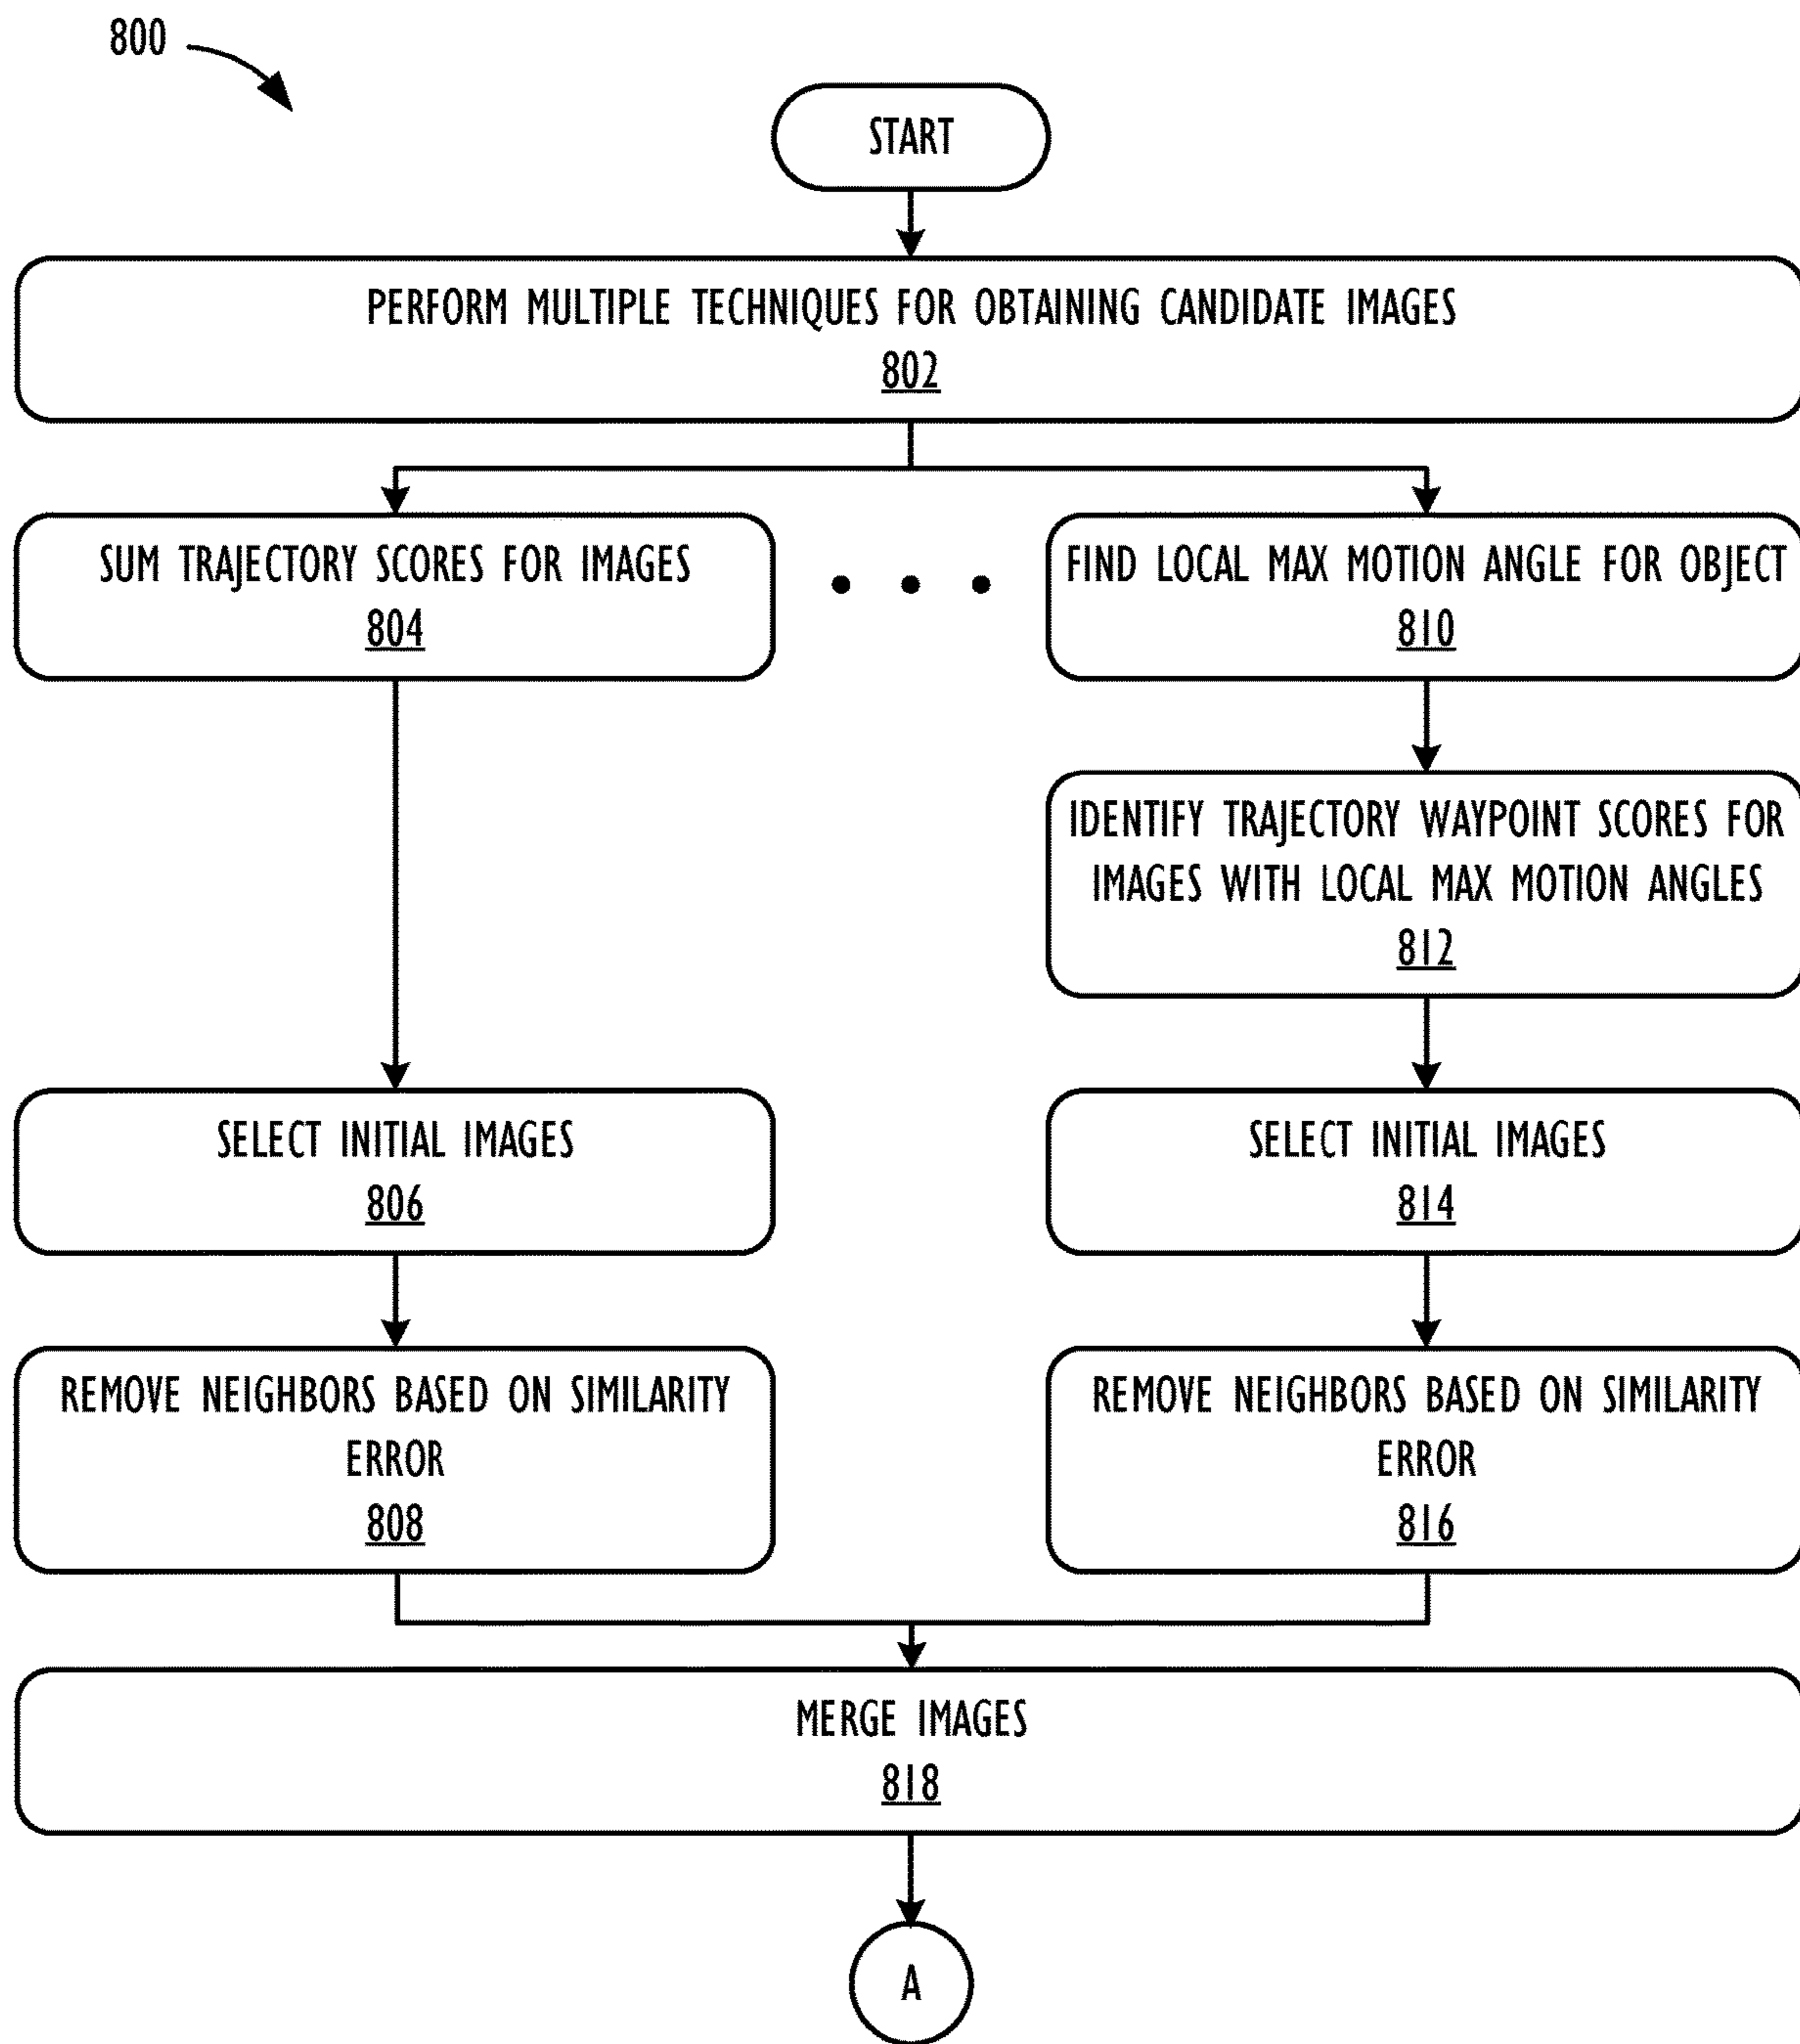 800
START
PERFORM MULTIPLE TECHNIQUES FOR OBTAINING CANDIDATE IMAGES
802
SUM TRAJECTORY SCORES FOR IMAGES
804
FIND LOCAL MAX MOTION ANGLE FOR OBJECT
810
IDENTIFY TRAJECTORY WAYPOINT SCORES FOR
IMAGES WITH LOCAL MAX MOTION ANGLES
812
SELECT INITIAL IMAGES
806
SELECT INITIAL IMAGES
814
REMOVE NEIGHBORS BASED ON SIMILARITY
ERROR
808
REMOVE NEIGHBORS BASED ON SIMILARITY
ERROR
816
MERGE IMAGES
818
A